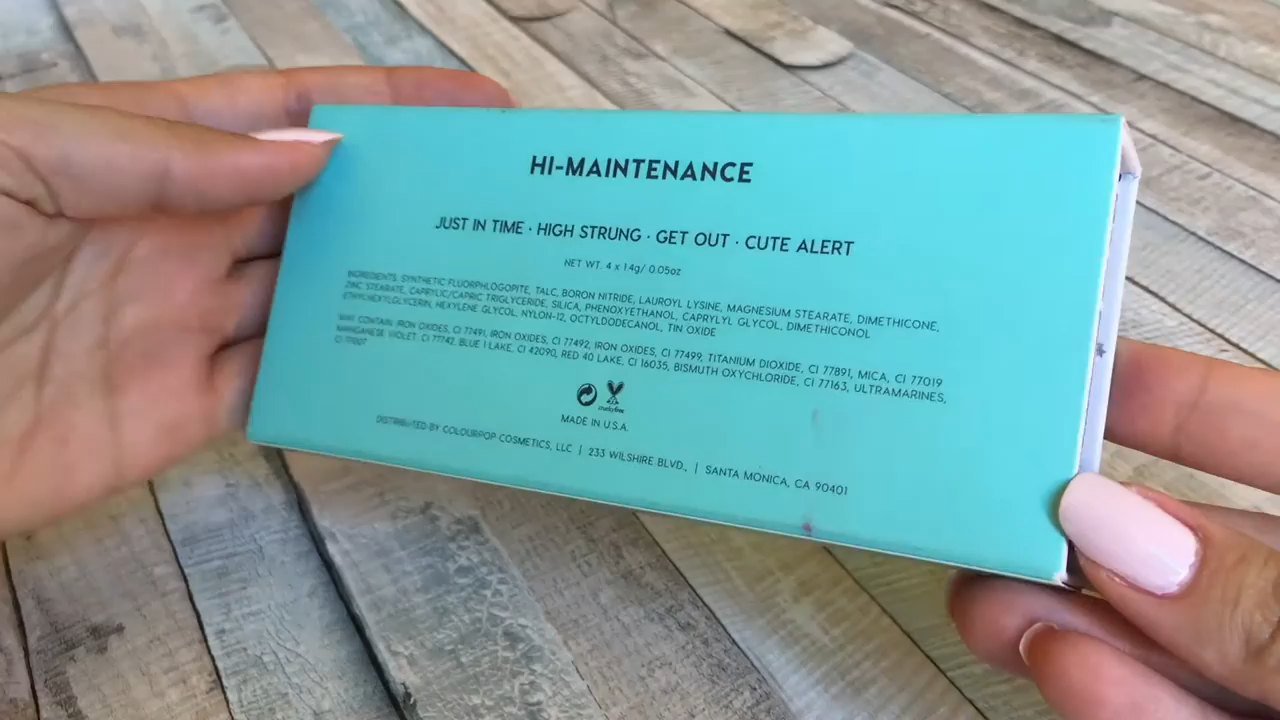 HI-MAINTENANCE
JUST IN TIME · HIGH STRUNG · GET OUT · CUTE ALERT
NET WT. 4 x 1.4g/ 0.05oz
INGREDIENTS: SYNTHETIC FLUORPHLOGOPITE, TALC, BORON NITRIDE, LAUROYL LYSINE, MAGNESIUM STEARATE, DIMETHICONE,
ZINC STEARATE, CAPRYLIC/CAPRIC TRIGLYCERIDE, SILICA, PHENOXYETHANOL, CAPRYLYL GLYCOL, DIMETHICONOL
ETHYLHEXYLGLYCERIN, HEXYLENE GLYCOL, NYLON-12, OCTYLDODECANOL, TIN OXIDE
MAY CONTAIN: IRON OXIDES, CI 77491, IRON OXIDES, CI 77492, IRON OXIDES, CI 77499, TITANIUM DIOXIDE, CI 77891, MICA, CI 77019
MANGANESE VIOLET, CI 77742, BLUE 1 LAKE, CI 42090, RED 40 LAKE, CI 16035, BISMUTH OXYCHLORIDE, CI 77163, ULTRAMARINES,
CI 77007
cruelty free
MADE IN U.S.A.
DISTRIBUTED BY COLOURPOP COSMETICS, LLC | 233 WILSHIRE BLVD., | SANTA MONICA, CA 90401